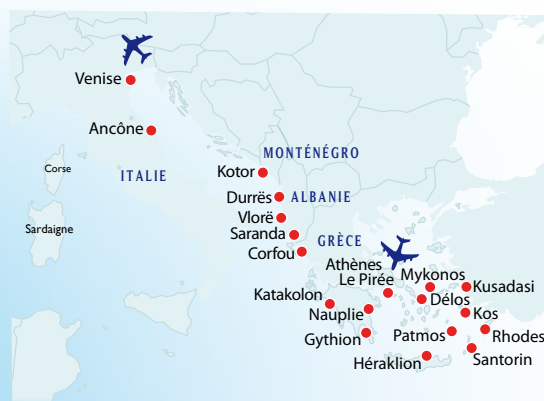 Venise
Ancône
Corse
ITALIE
Sardaigne
MONTÉNÉGRO
Kotor
Durrës
ALBANIE
Vlorë
Saranda
Corfou
GRÈCE
Athènes
Le Pirée
Mykonos
Kusadasi
Katakolon
Délos
Nauplie
Kos
Gythion
Patmos
Rhodes
Héraklion
Santorin